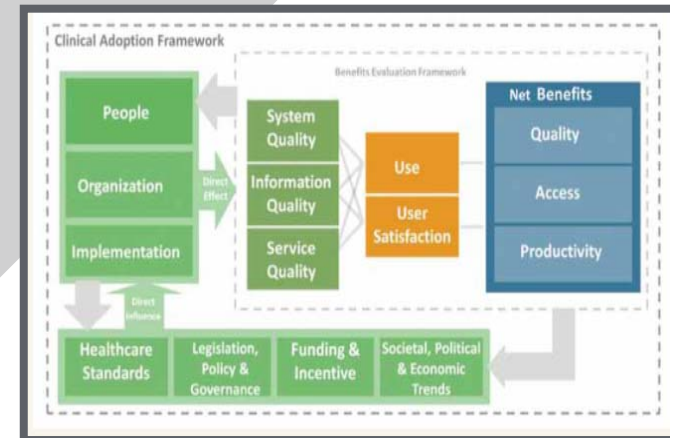 Clinical Adoption Framework
Benefits Evaluation Framework
People
Organization
Implementation
Direct
Effect
System
Quality
Information
Quality
Service
Quality
Use
User
Satisfaction
Net Benefits
Quality
Access
Productivity
Direct
Influence
Healthcare
Standards
Legislation,
Policy &
Governance
Funding &
Incentive
Societal, Political
& Economic
Trends